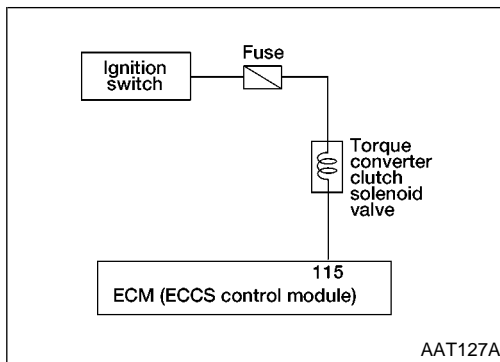 Fuse
Ignition
switch
Torque
converter
clutch
solenoid
valve
115
ECM (ECCS control module)
AAT127A